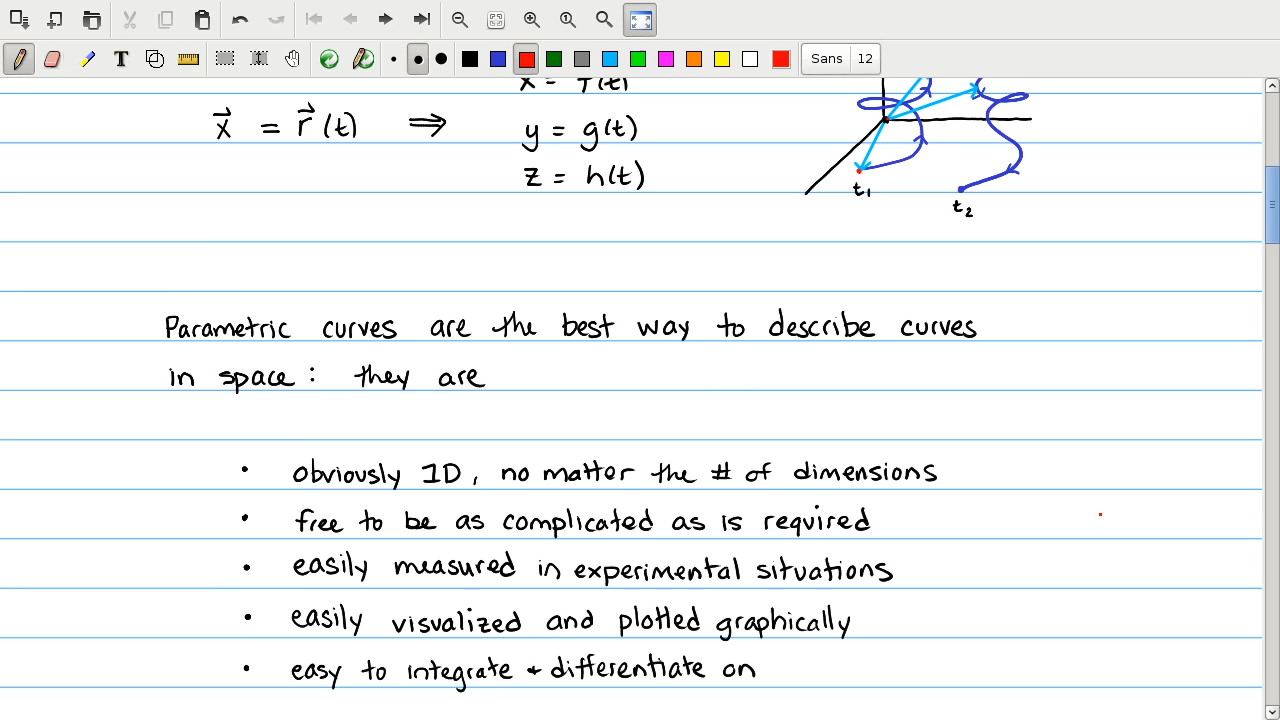 Sans 12
x = f(t)
x⃗ = r⃗ (t) ⇒ y = g(t)
z = h(t)
t₁
t₂
Parametric curves are the best way to describe curves
in space : they are
• obviously 1D, no matter the # of dimensions
• free to be as complicated as is required
• easily measured in experimental situations
• easily visualized and plotted graphically
• easy to integrate + differentiate on